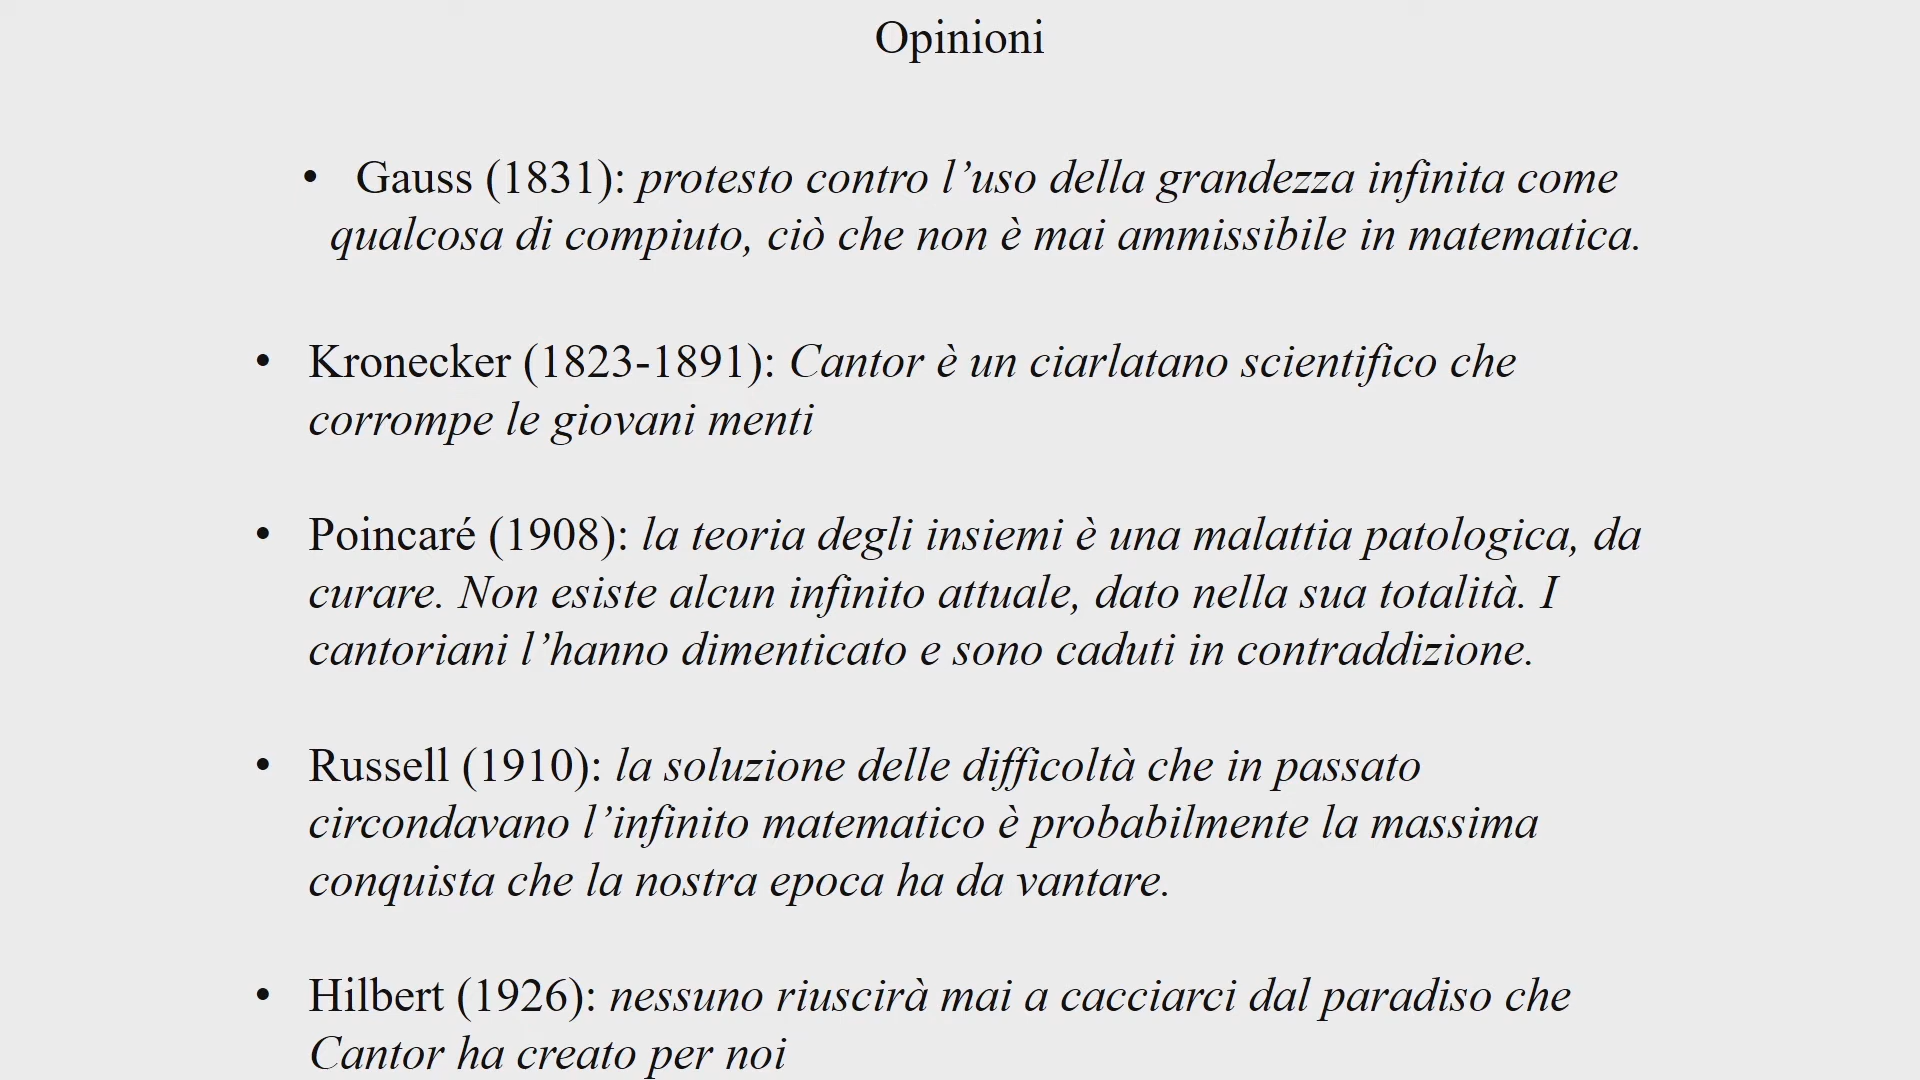 Opinioni
• Gauss (1831): protesto contro l’uso della grandezza infinita come
qualcosa di compiuto, ciò che non è mai ammissibile in matematica.
• Kronecker (1823-1891): Cantor è un ciarlatano scientifico che
corrompe le giovani menti
• Poincaré (1908): la teoria degli insiemi è una malattia patologica, da
curare. Non esiste alcun infinito attuale, dato nella sua totalità. I
cantoriani l’hanno dimenticato e sono caduti in contraddizione.
• Russell (1910): la soluzione delle difficoltà che in passato
circondavano l’infinito matematico è probabilmente la massima
conquista che la nostra epoca ha da vantare.
• Hilbert (1926): nessuno riuscirà mai a cacciarci dal paradiso che
Cantor ha creato per noi